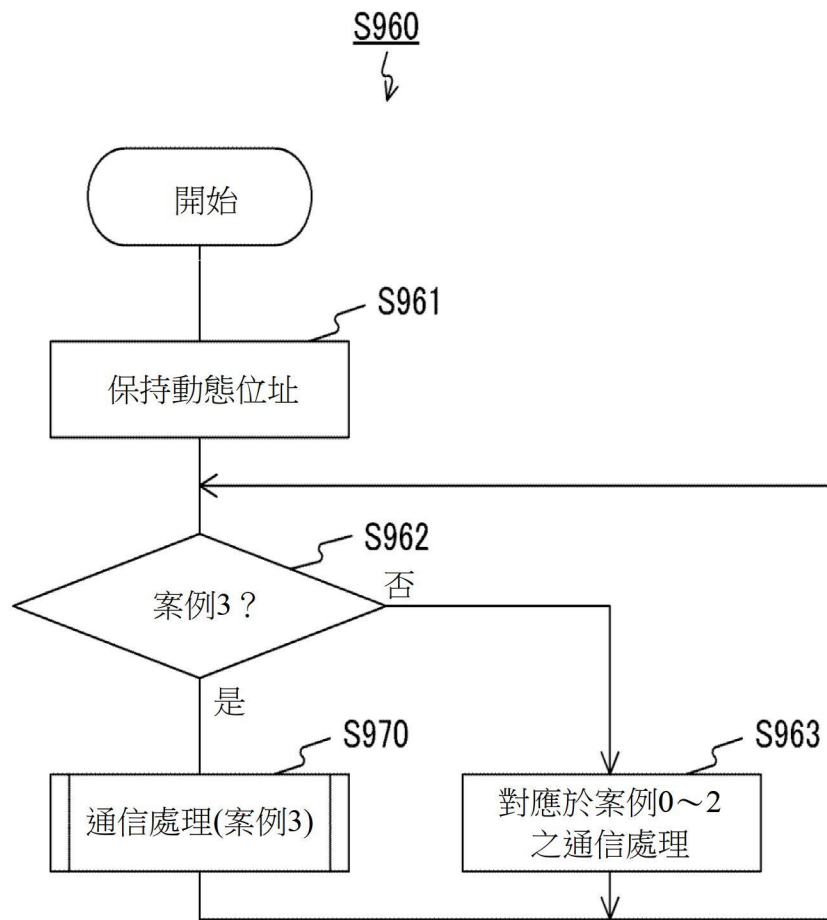 S960
開始
S961
保持動態位址
S962
案例3？
否
是
S970
通信處理(案例3)
S963
對應於案例0～2
之通信處理